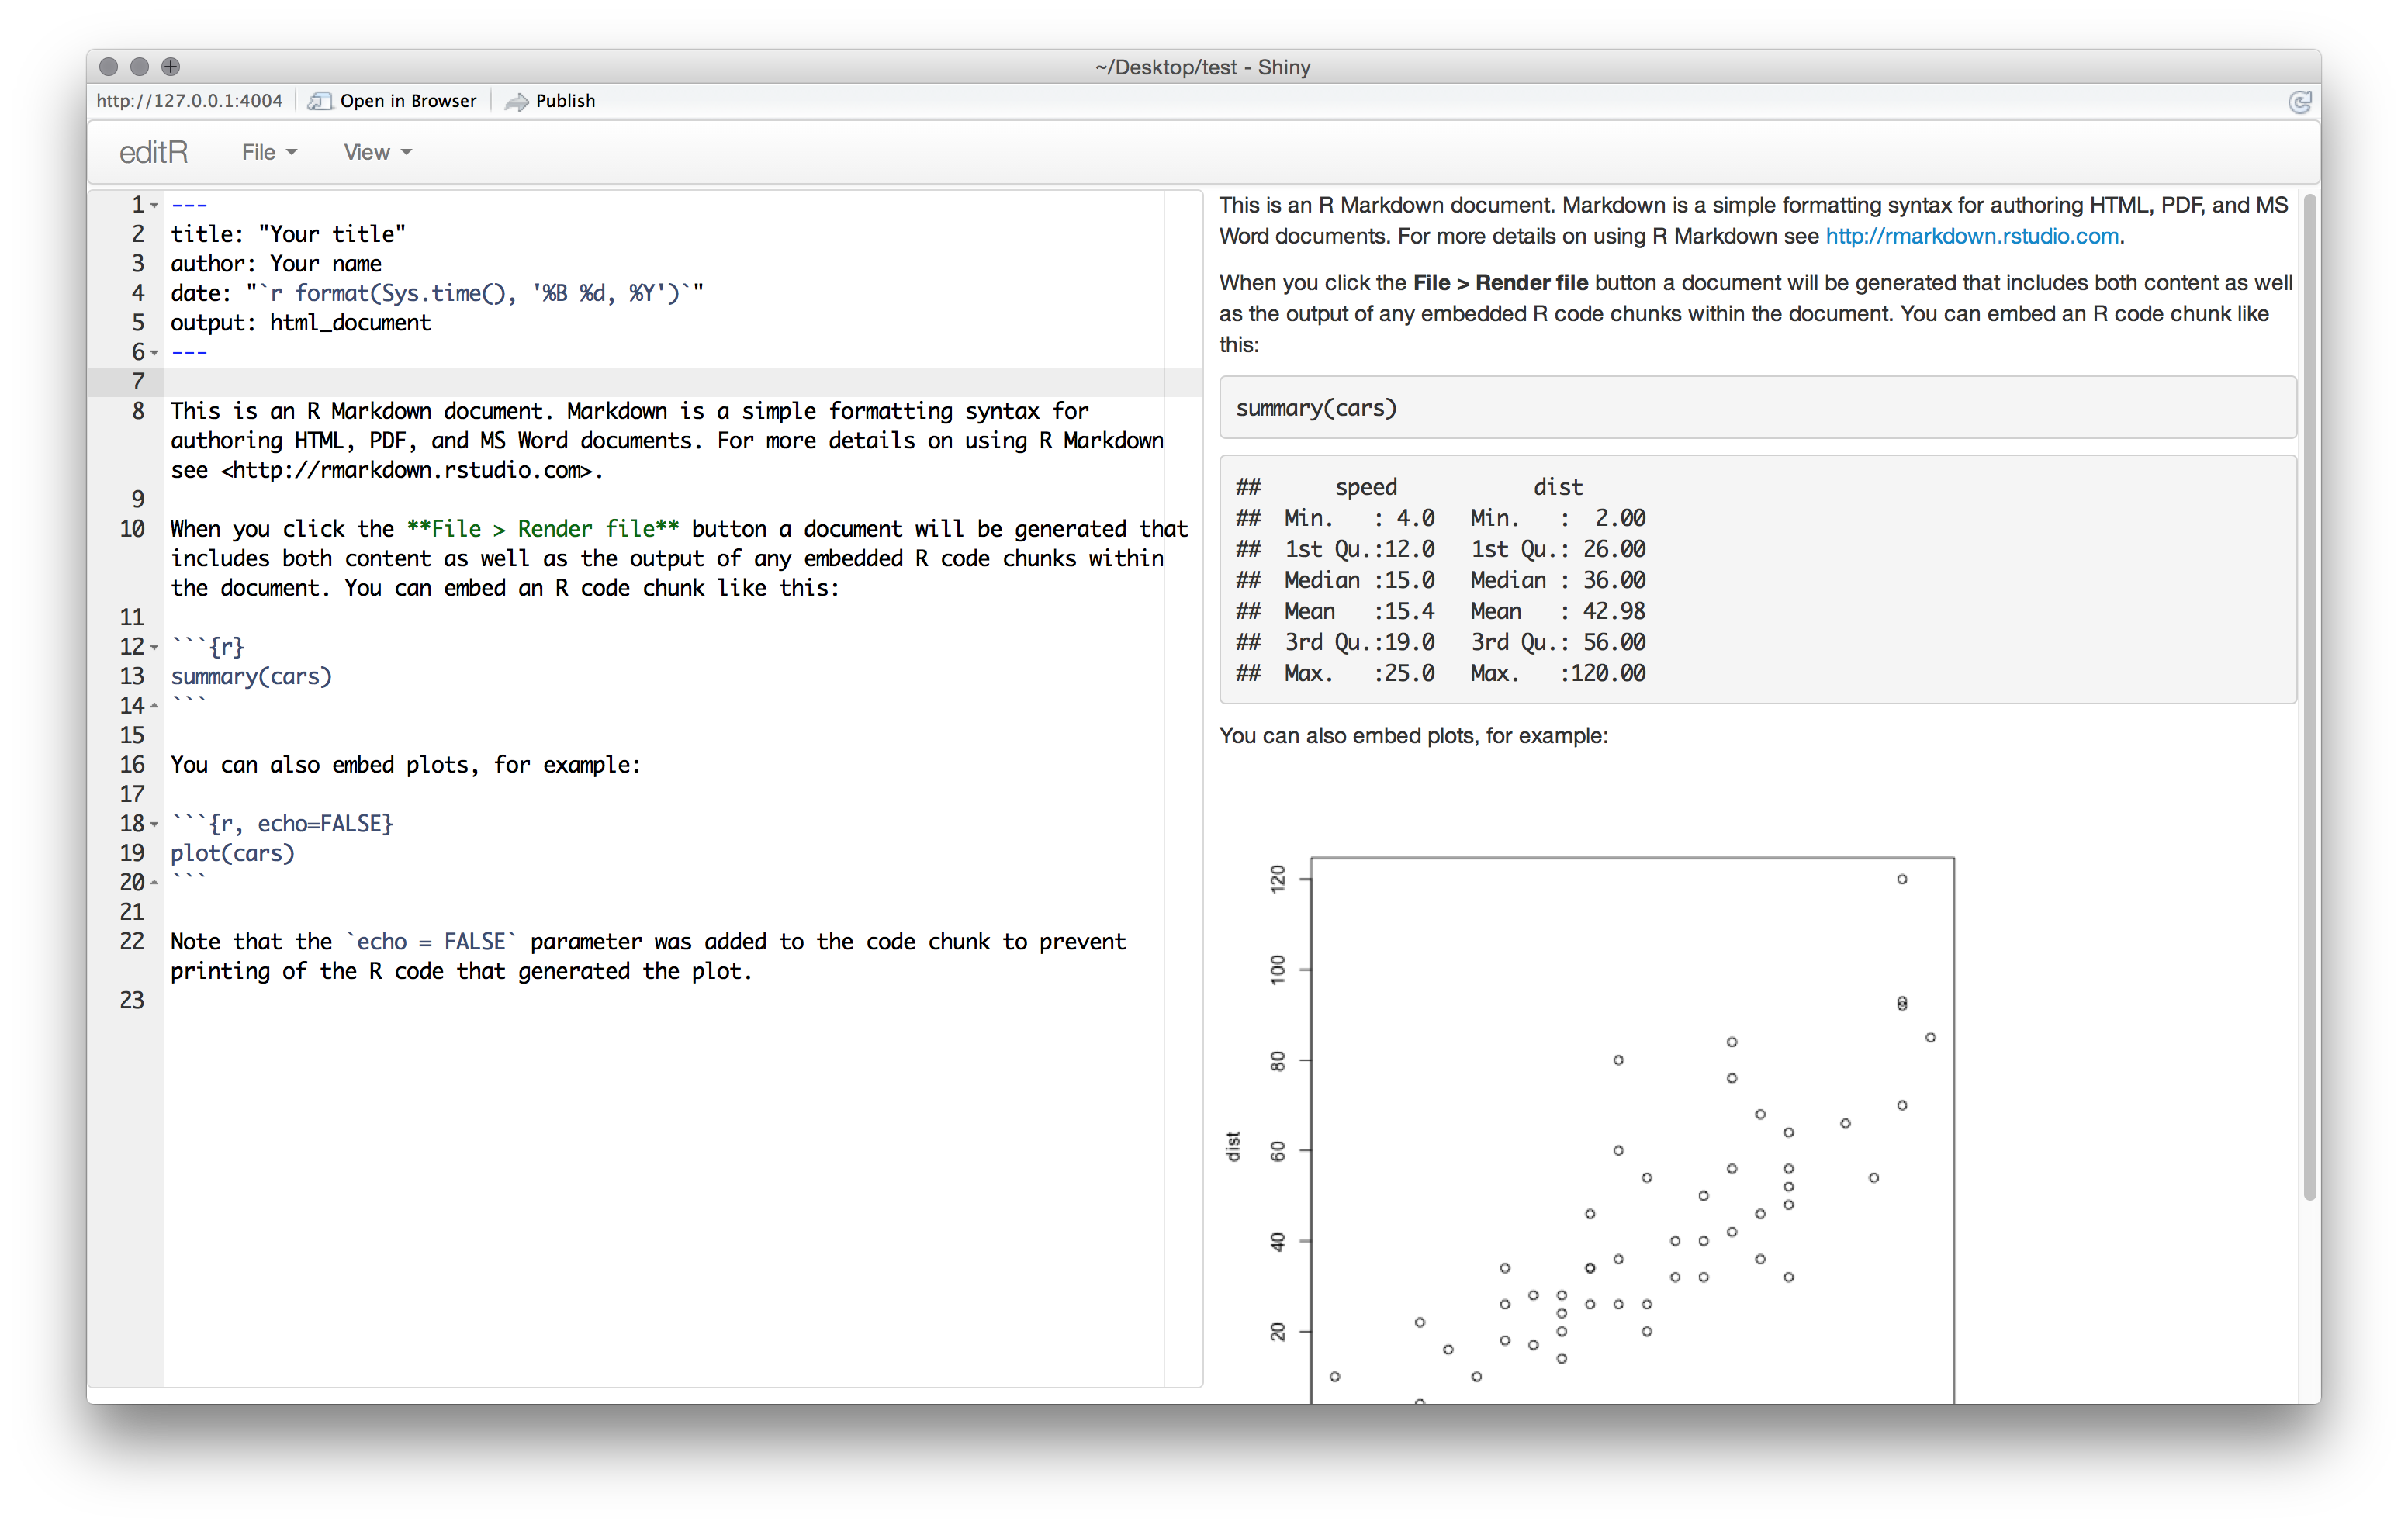 ~/Desktop/test - Shiny
http://127.0.0.1:4004 Open in Browser Publish
editR File View
1 ---
2 title: "Your title"
3 author: Your name
4 date: "`r format(Sys.time(), '%B %d, %Y')`"
5 output: html_document
6 ---
7
8 This is an R Markdown document. Markdown is a simple formatting syntax for
authoring HTML, PDF, and MS Word documents. For more details on using R Markdown
see <http://rmarkdown.rstudio.com>.
9
10 When you click the **File > Render file** button a document will be generated that
includes both content as well as the output of any embedded R code chunks within
the document. You can embed an R code chunk like this:
11
12 ```{r}
13 summary(cars)
14 ```
15
16 You can also embed plots, for example:
17
18 ```{r, echo=FALSE}
19 plot(cars)
20 ```
21
22 Note that the `echo = FALSE` parameter was added to the code chunk to prevent
printing of the R code that generated the plot.
23
This is an R Markdown document. Markdown is a simple formatting syntax for authoring HTML, PDF, and MS
Word documents. For more details on using R Markdown see http://rmarkdown.rstudio.com.
When you click the File > Render file button a document will be generated that includes both content as well
as the output of any embedded R code chunks within the document. You can embed an R code chunk like
this:
summary(cars)
##      speed           dist
##  Min.   : 4.0   Min.   :  2.00
##  1st Qu.:12.0   1st Qu.: 26.00
##  Median :15.0   Median : 36.00
##  Mean   :15.4   Mean   : 42.98
##  3rd Qu.:19.0   3rd Qu.: 56.00
##  Max.   :25.0   Max.   :120.00
You can also embed plots, for example:
120
100
80
60
40
20
dist